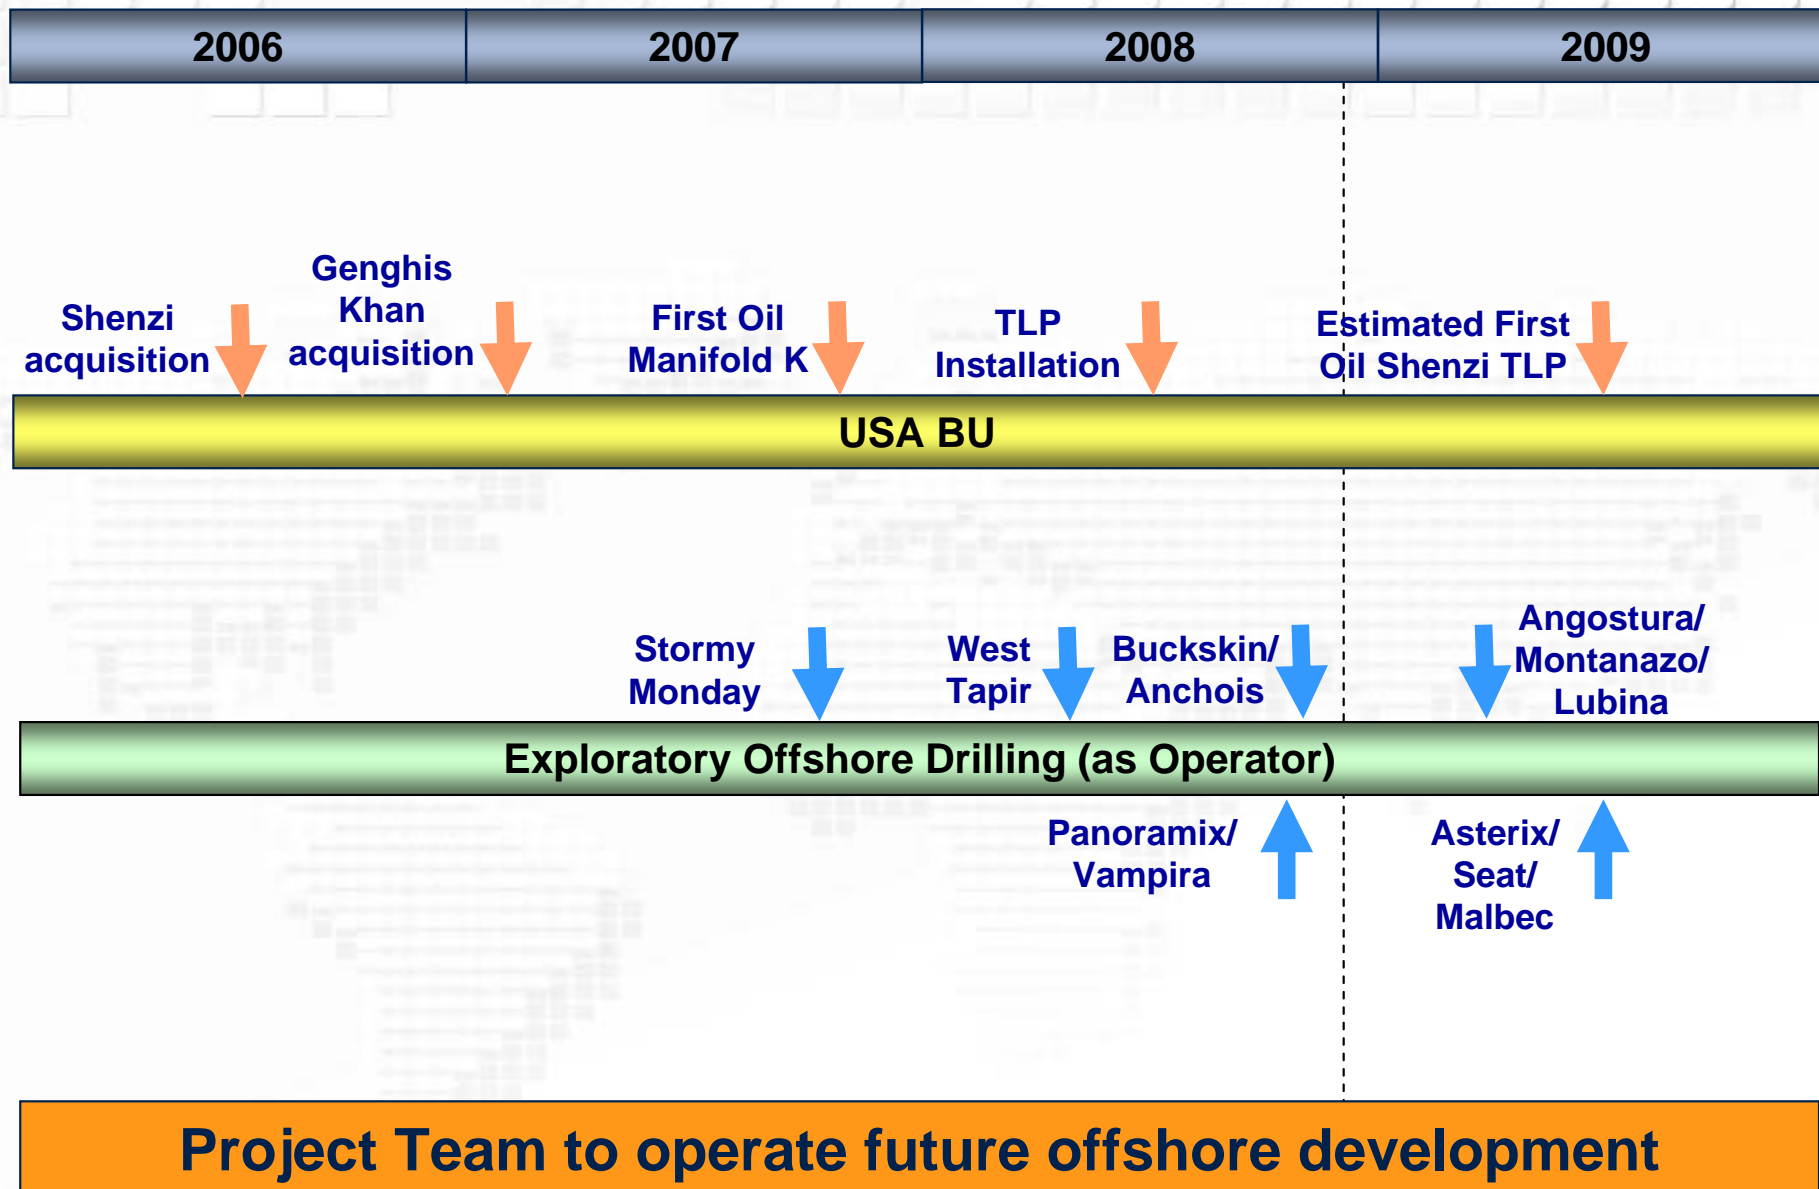 2006
2007
2008
2009
Shenzi
acquisition
Genghis
Khan
acquisition
First Oil
Manifold K
TLP
Installation
Estimated First
Oil Shenzi TLP
USA BU
Stormy
Monday
West
Tapir
Buckskin/
Anchois
Angostura/
Montanazo/
Lubina
Exploratory Offshore Drilling (as Operator)
Panoramix/
Vampira
Asterix/
Seat/
Malbec
Project Team to operate future offshore development